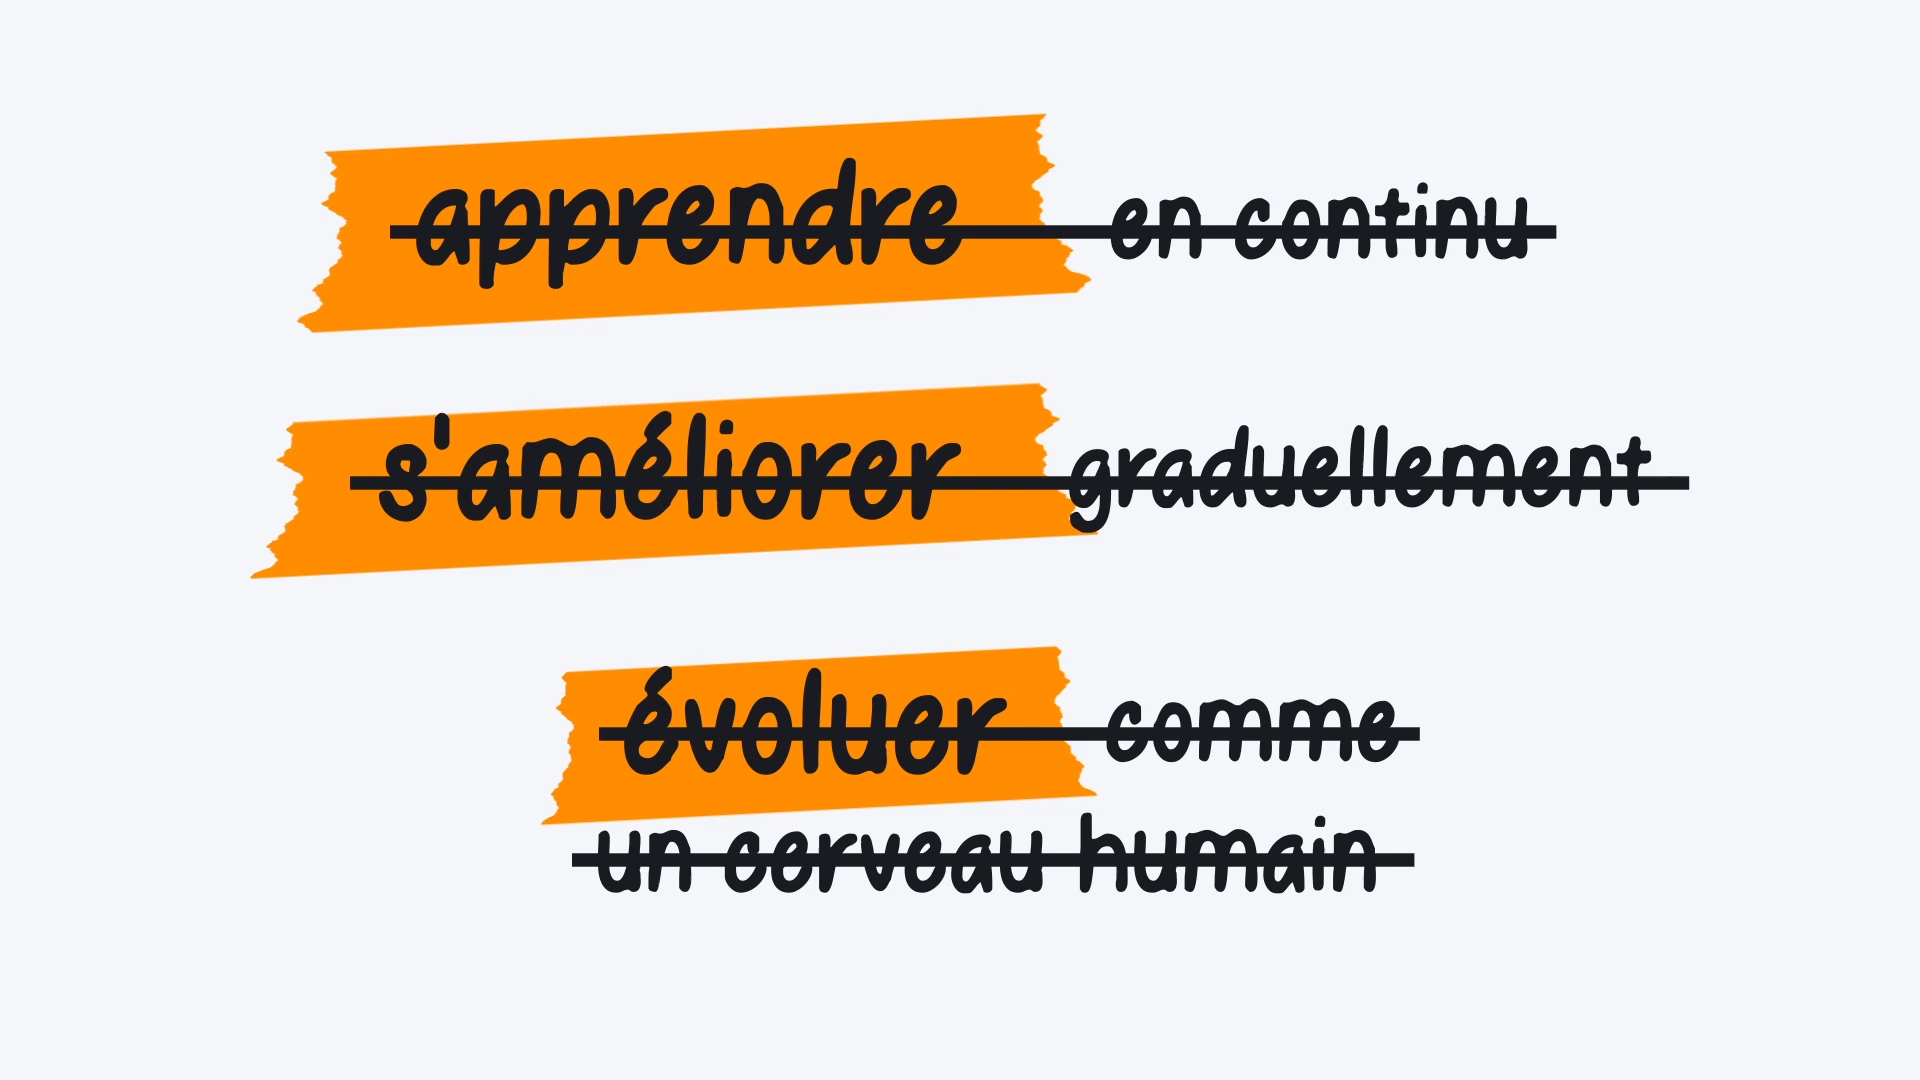 apprendre en continu
s'améliorer graduellement
évoluer comme
un cerveau humain